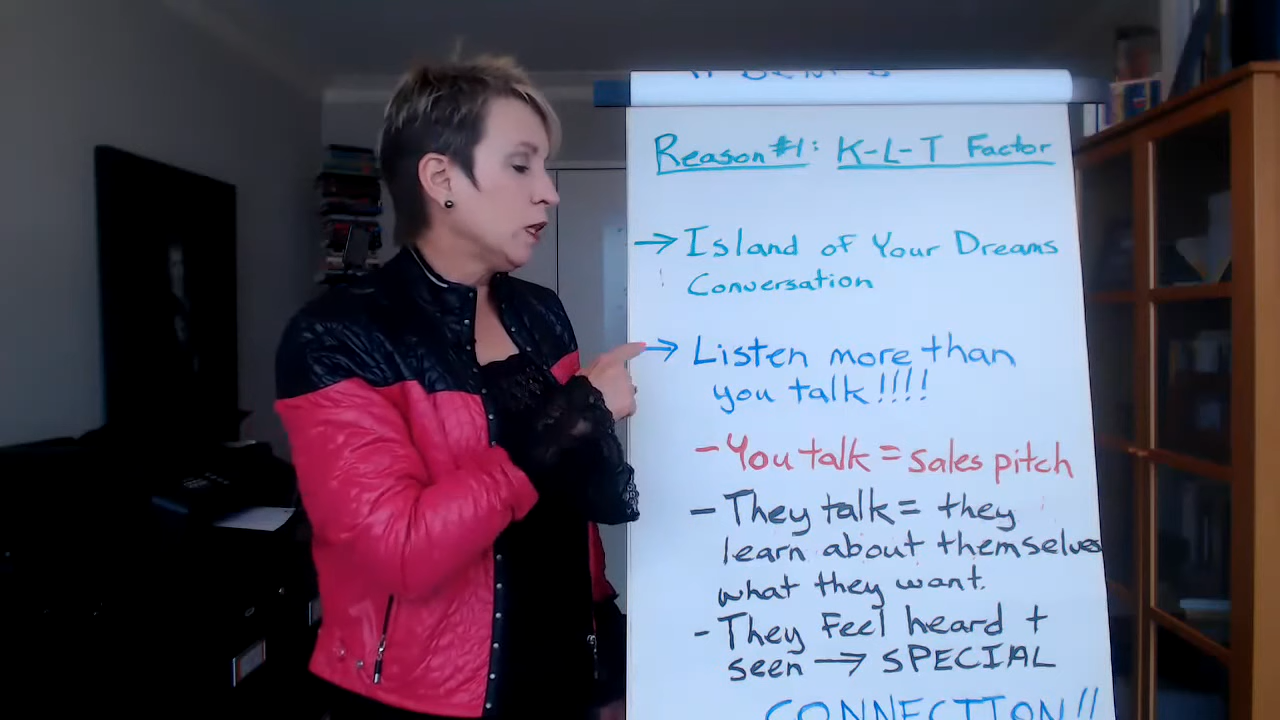 Reason #1: K-L-T Factor
→ Island of Your Dreams
Conversation
→ Listen more than
you talk!!!!
- You talk = sales pitch
- They talk = they
learn about themselves
what they want.
- They Feel heard +
seen → SPECIAL
CONNECTION!!